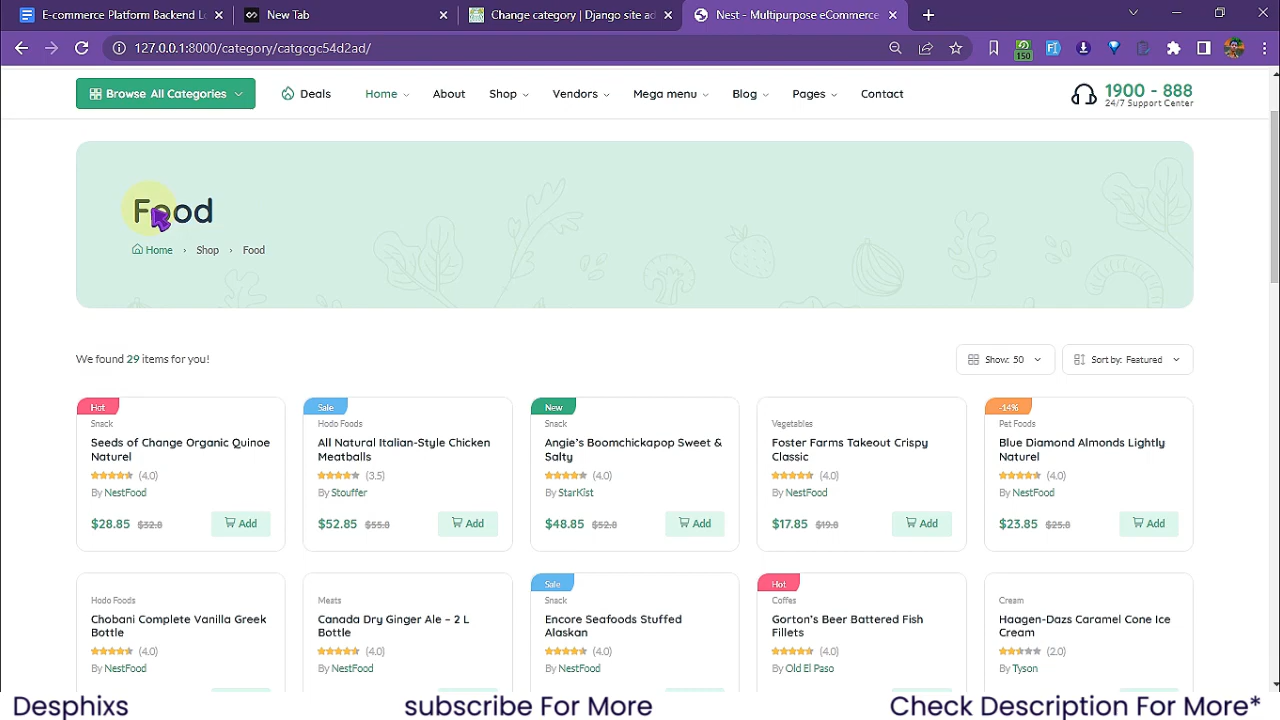 E-commerce Platform Backend Lo
New Tab
Change category | Django site ad
Nest - Multipurpose eCommerce
127.0.0.1:8000/category/catgcgc54d2ad/
150
Browse All Categories
Deals
Home
About
Shop
Vendors
Mega menu
Blog
Pages
Contact
1900 - 888
24/7 Support Center
Food
Home › Shop › Food
We found 29 items for you!
Show: 50
Sort by: Featured
Hot
Snack
Seeds of Change Organic Quinoe
Naturel
(4.0)
By NestFood
$28.85 $32.8
Add
Sale
Hodo Foods
All Natural Italian-Style Chicken
Meatballs
(3.5)
By Stouffer
$52.85 $55.8
Add
New
Snack
Angie's Boomchickapop Sweet &
Salty
(4.0)
By StarKist
$48.85 $52.8
Add
Vegetables
Foster Farms Takeout Crispy
Classic
(4.0)
By NestFood
$17.85 $19.8
Add
-14%
Pet Foods
Blue Diamond Almonds Lightly
Naturel
(4.0)
By NestFood
$23.85 $25.8
Add
Hodo Foods
Chobani Complete Vanilla Greek
Bottle
(4.0)
By NestFood
Meats
Canada Dry Ginger Ale – 2 L
Bottle
(4.0)
By NestFood
Sale
Snack
Encore Seafoods Stuffed
Alaskan
(4.0)
By NestFood
Hot
Coffes
Gorton's Beer Battered Fish
Fillets
(4.0)
By Old El Paso
Cream
Haagen-Dazs Caramel Cone Ice
Cream
(2.0)
By Tyson
Desphixs
subscribe For More
Check Description For More*